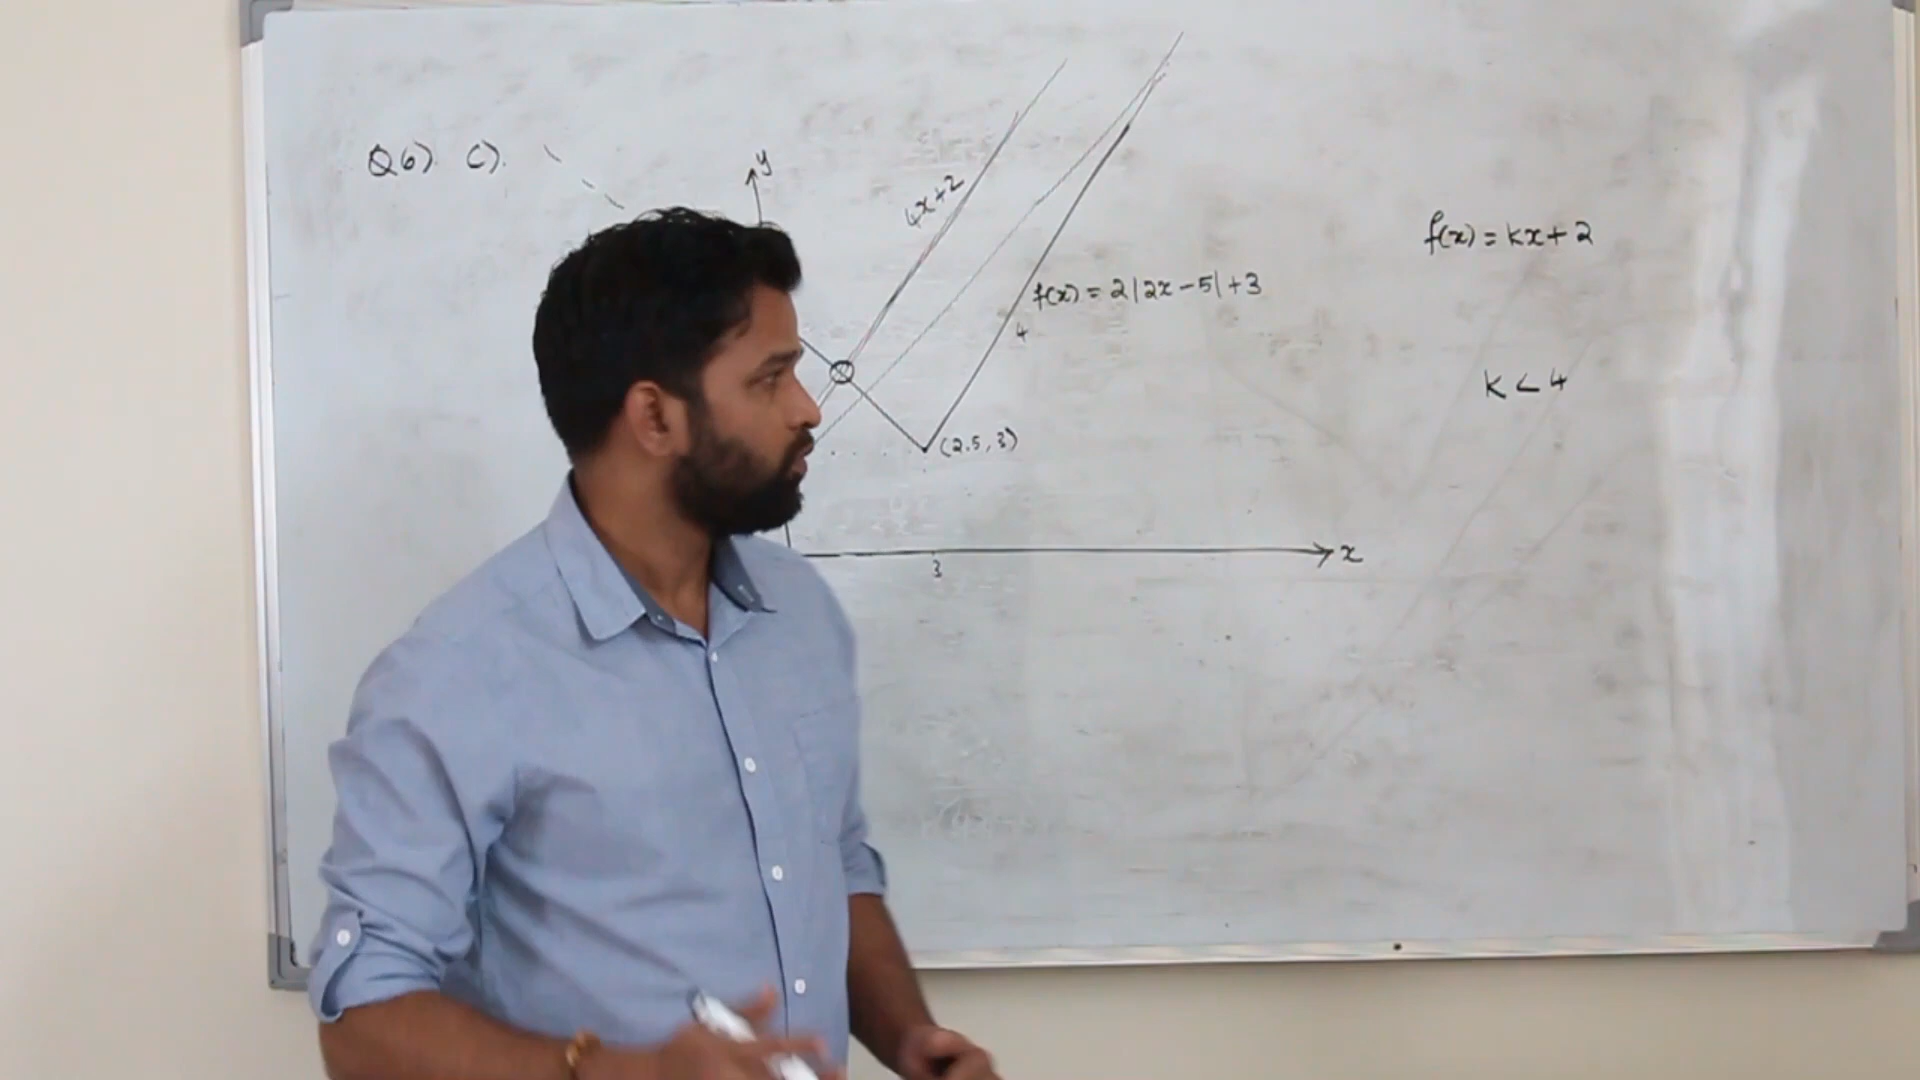 Q6). C).
y
4x+2
f(x) = kx+2
f(x) = 2|2x-5|+3
4
k < 4
(2.5, 3)
x
3